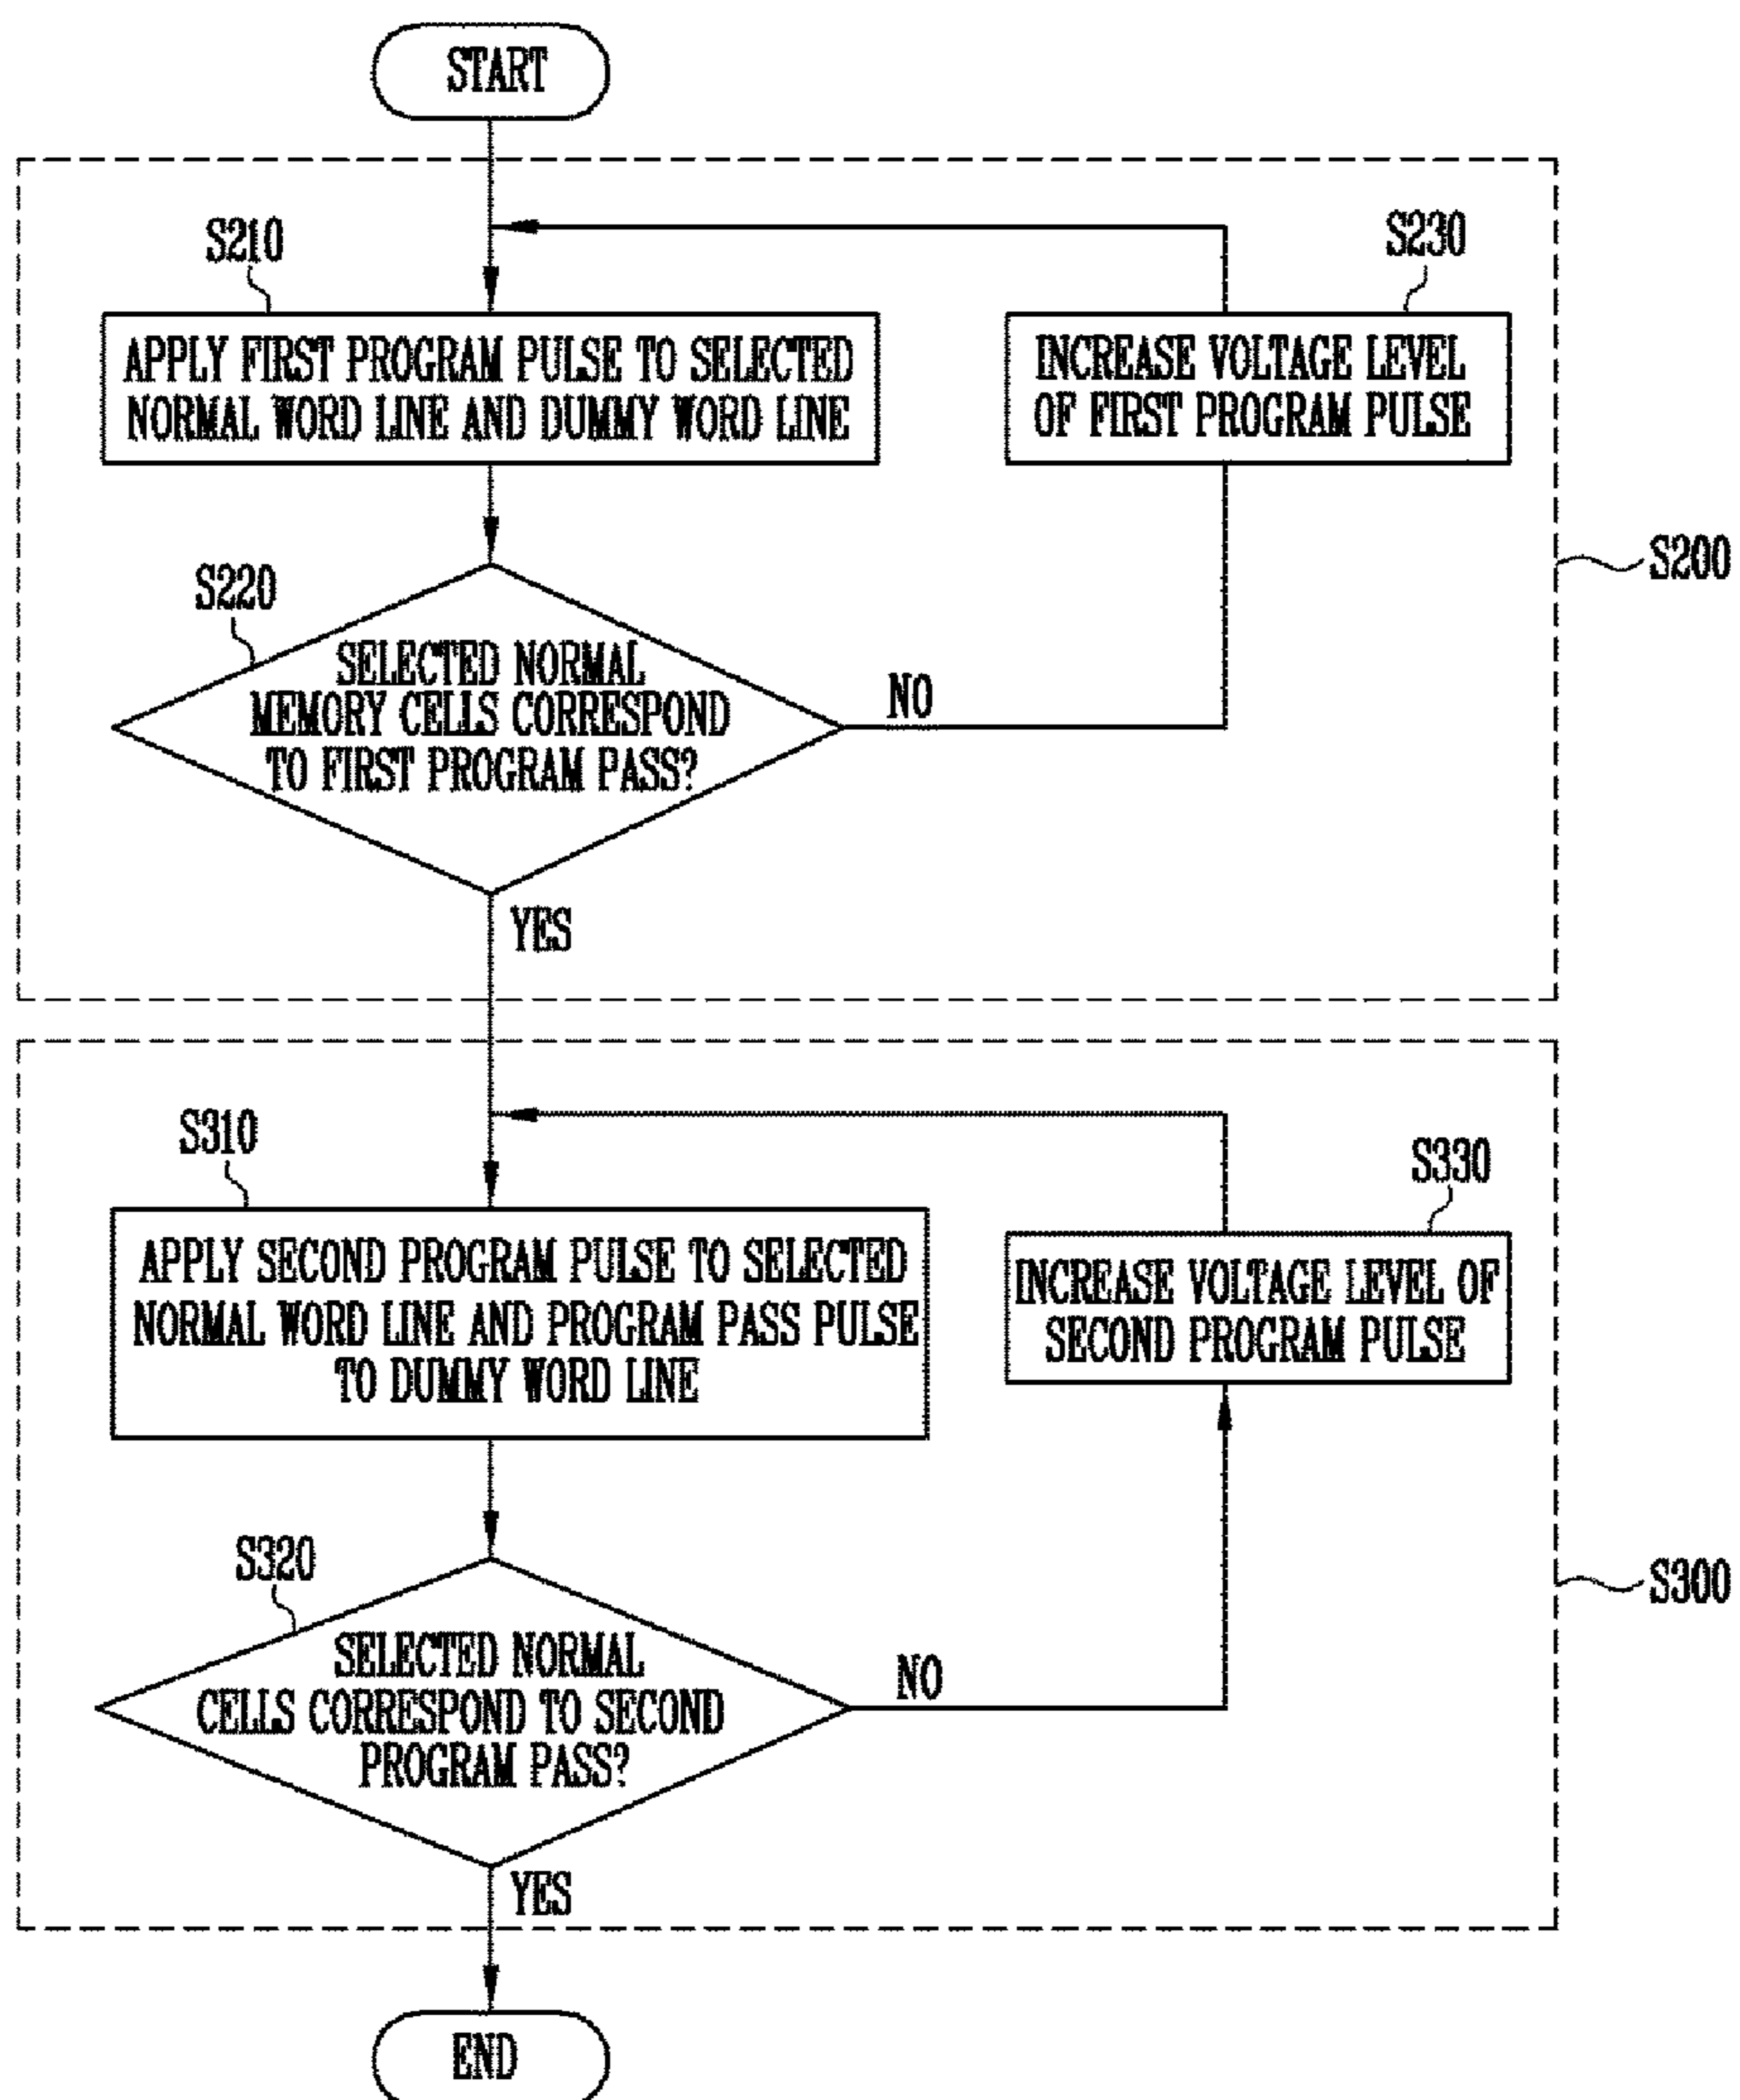 START
S210
APPLY FIRST PROGRAM PULSE TO SELECTED
NORMAL WORD LINE AND DUMMY WORD LINE
S230
INCREASE VOLTAGE LEVEL
OF FIRST PROGRAM PULSE
S200
S220
SELECTED NORMAL
MEMORY CELLS CORRESPOND
TO FIRST PROGRAM PASS?
NO
YES
S310
APPLY SECOND PROGRAM PULSE TO SELECTED
NORMAL WORD LINE AND PROGRAM PASS PULSE
TO DUMMY WORD LINE
S330
INCREASE VOLTAGE LEVEL OF
SECOND PROGRAM PULSE
S320
SELECTED NORMAL
CELLS CORRESPOND TO SECOND
PROGRAM PASS?
NO
S300
YES
END